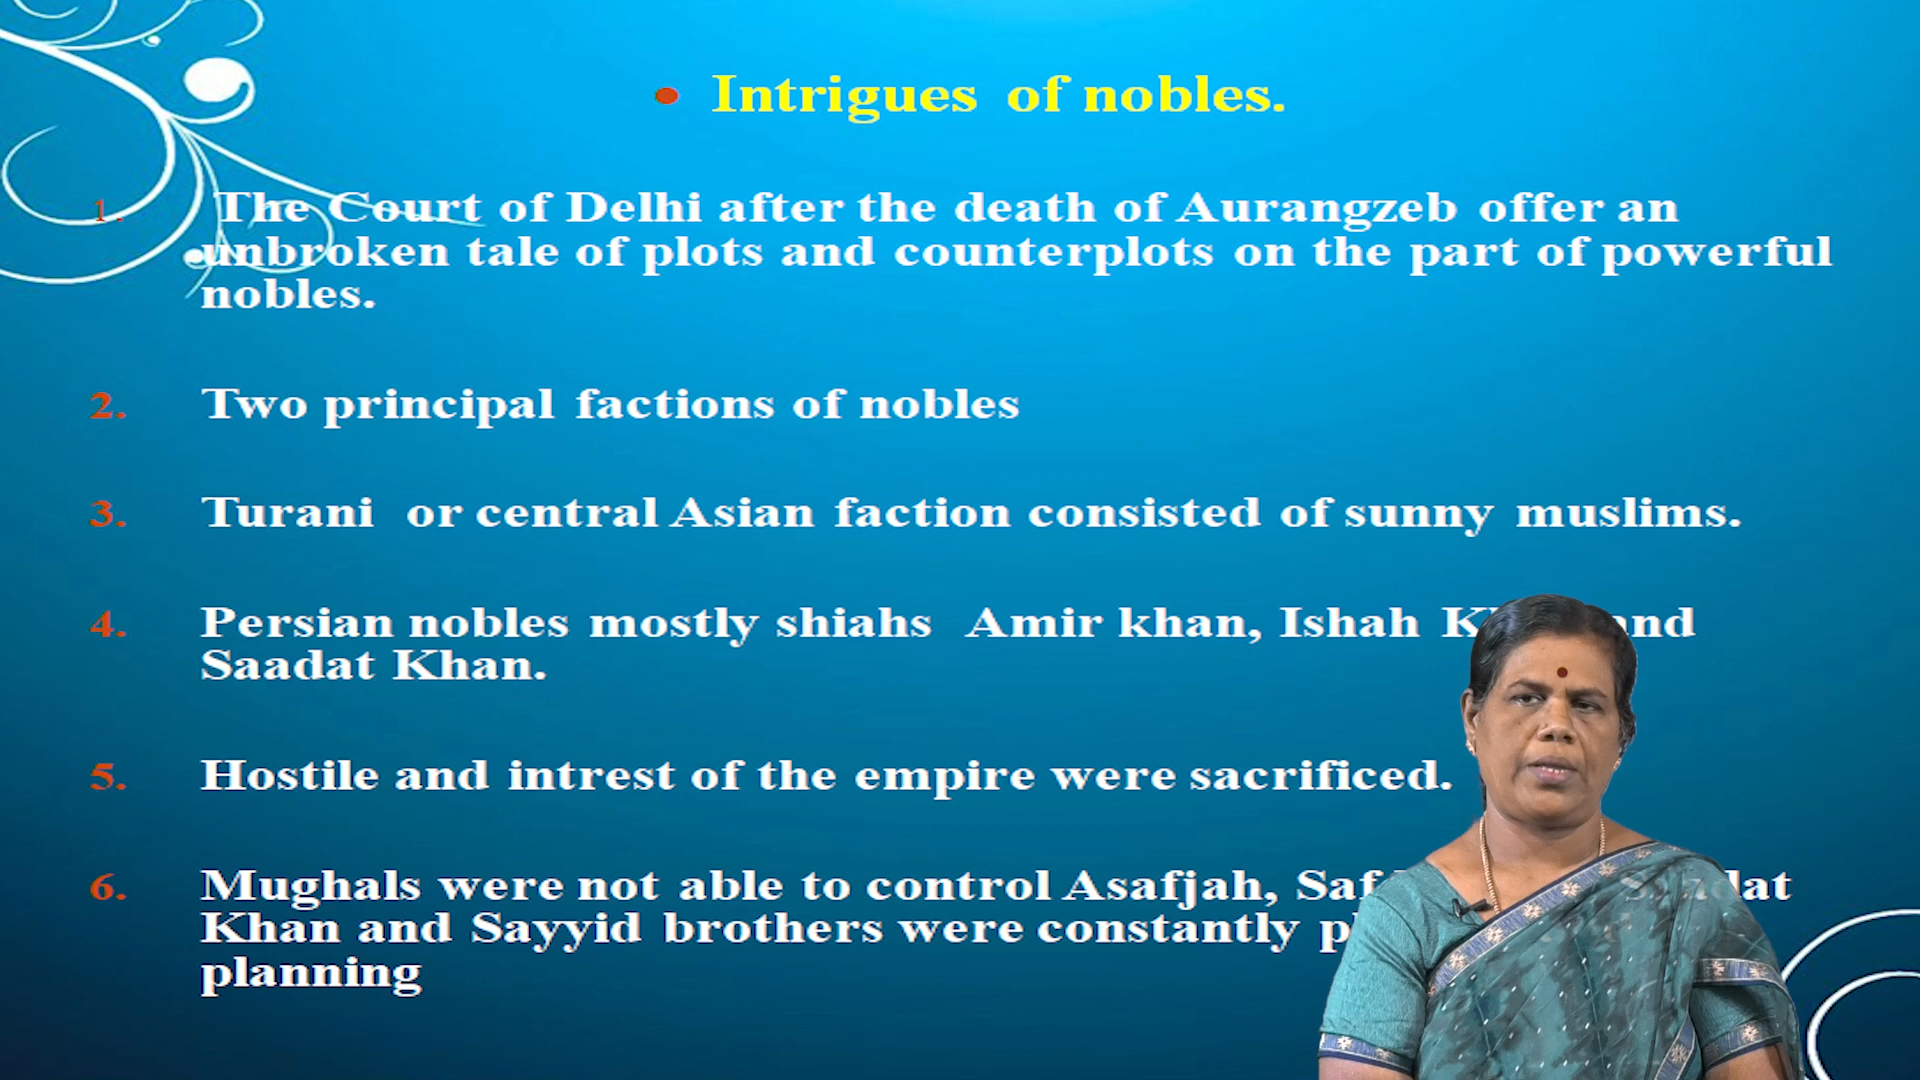 • Intrigues of nobles.
1. The Court of Delhi after the death of Aurangzeb offer an
unbroken tale of plots and counterplots on the part of powerful
nobles.
2. Two principal factions of nobles
3. Turani or central Asian faction consisted of sunny muslims.
4. Persian nobles mostly shiahs Amir khan, Ishah and
Saadat Khan.
5. Hostile and intrest of the empire were sacrificed.
6. Mughals were not able to control Asafjah,
Khan and Sayyid brothers were constantly
planning